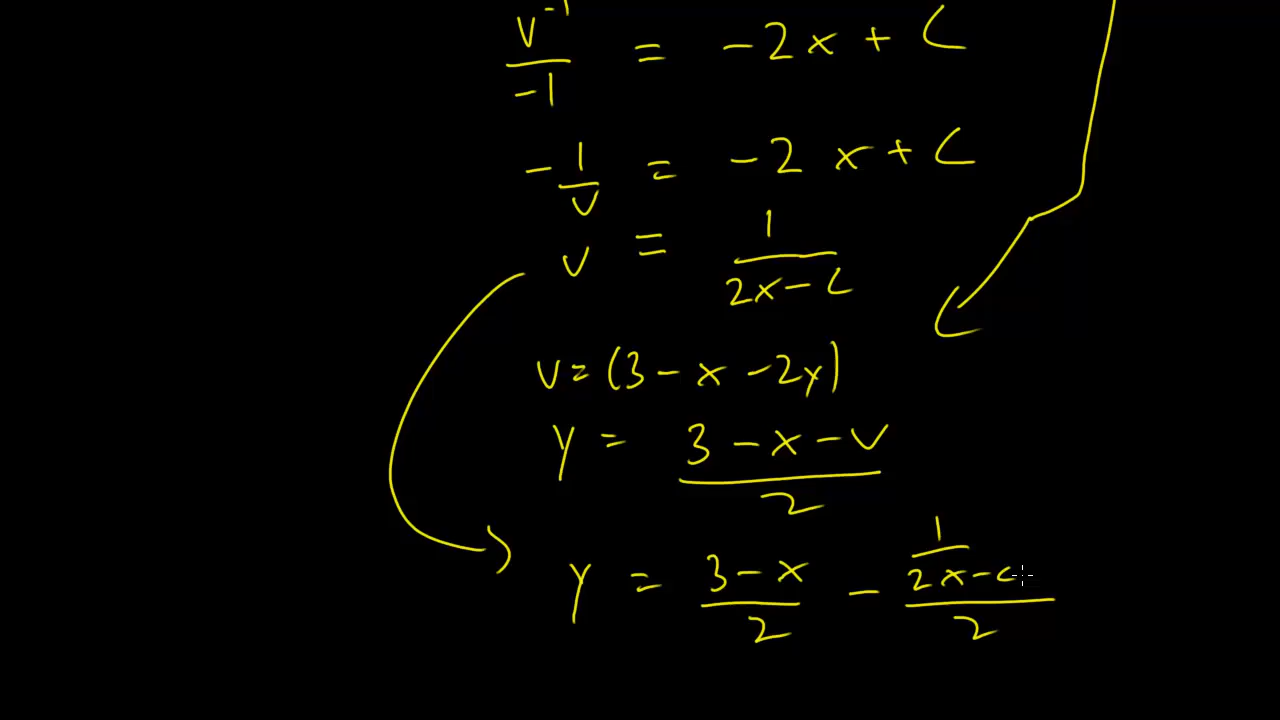 v^-1/-1 = -2x + C
-1/v = -2x + C
v = 1/(2x - C)
v = (3 - x - 2y)
y = (3 - x - v)/2
y = (3 - x)/2 - (1/(2x - c))/2